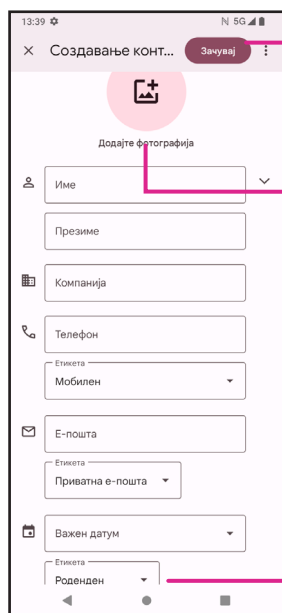 13:39 5G
Создавање конт... Зачувај
Додајте фотографија
Име
Презиме
Компанија
Телефон
Етикета
Мобилен
Е-пошта
Етикета
Приватна е-пошта
Важен датум
Етикета
Роденден